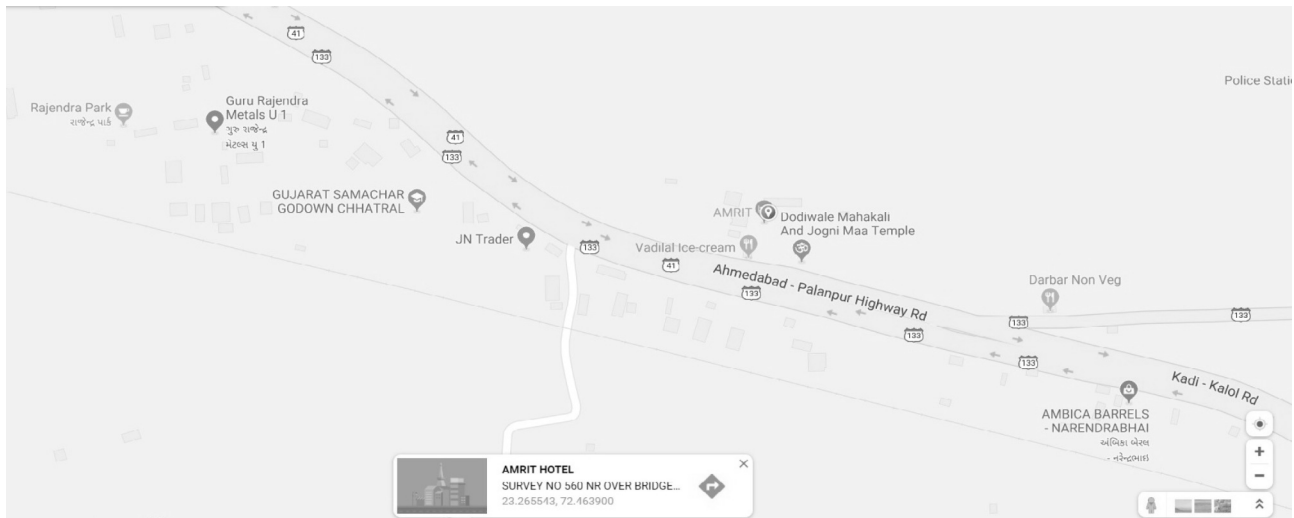 41
133
Police Statio
Rajendra Park
રાજેન્દ્ર પાર્ક
Guru Rajendra
Metals U 1
ગુરુ રાજેન્દ્ર
મેટલ્સ યુ 1
41
133
GUJARAT SAMACHAR
GODOWN CHHATRAL
JN Trader
AMRIT
Dodiwale Mahakali
And Jogni Maa Temple
Vadilal Ice-cream
133
41
133
Ahmedabad - Palanpur Highway Rd
Darbar Non Veg
133
133
133
133
Kadi - Kalol Rd
AMBICA BARRELS
- NARENDRABHAI
અંબિકા બેરલ
- નરેન્દ્રભાઇ
AMRIT HOTEL
SURVEY NO 560 NR OVER BRIDGE...
23.265543, 72.463900